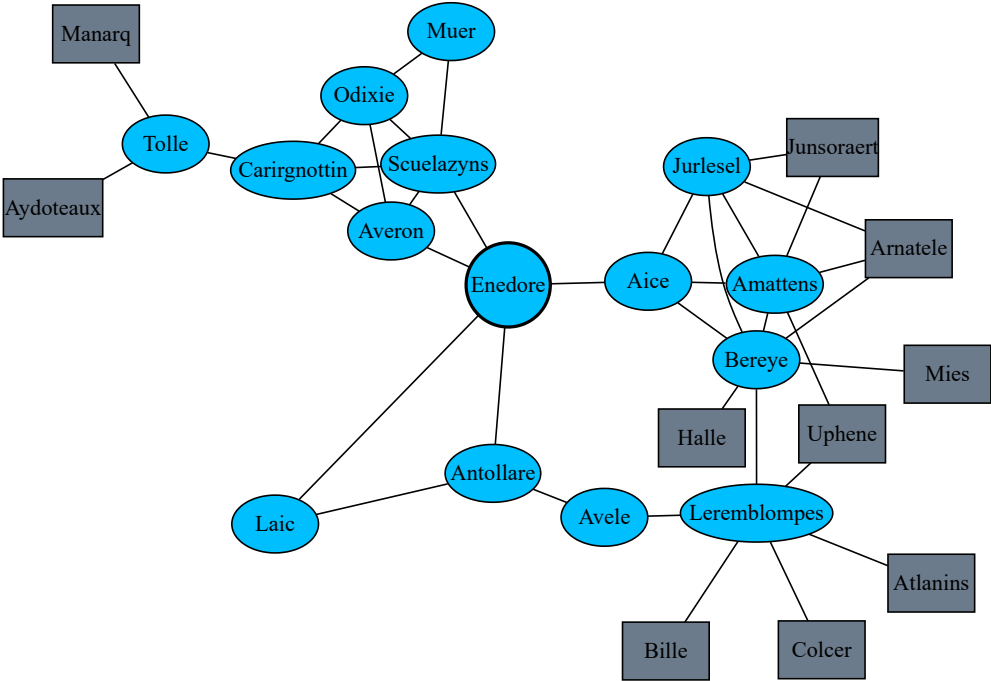 Muer
Manarq
Odixie
Tolle
Junsoraert
Scuelazyns
Jurlesel
Carirgnottin
Aydoteaux
Averon
Arnatele
Enedore
Aice
Amattens
Bereye
Mies
Halle
Uphene
Antollare
Leremblompes
Avele
Laic
Atlanins
Bille
Colcer